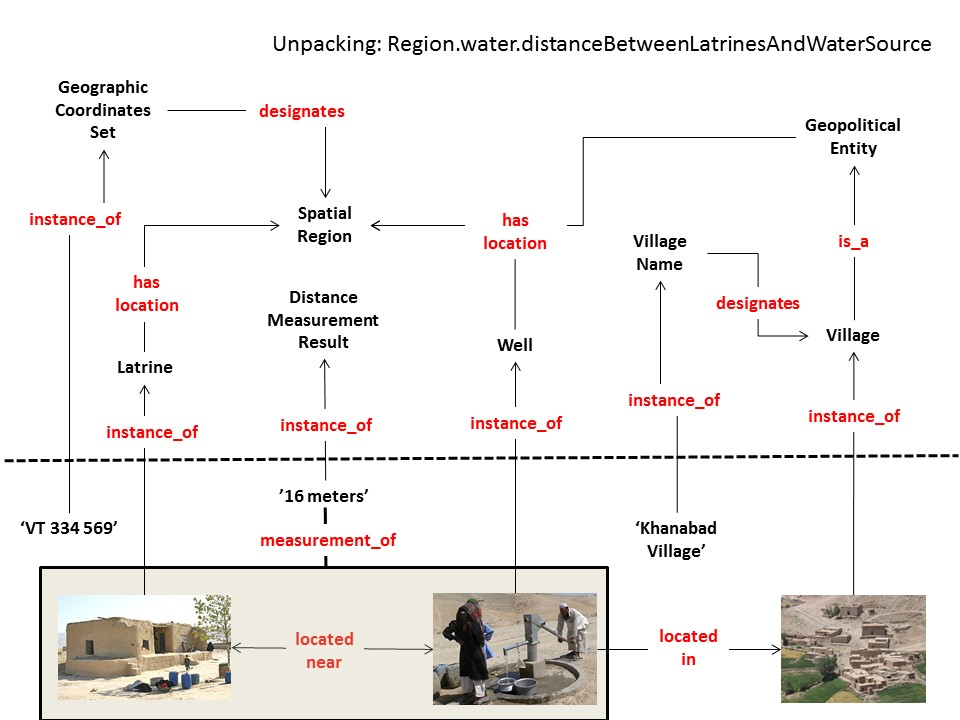 Unpacking: Region.water.distanceBetweenLatrinesAndWaterSource
Geographic
Coordinates
Set
designates
Geopolitical
Entity
instance_of
Spatial
Region
has
location
Village
Name
is_a
has
location
Distance
Measurement
Result
designates
Latrine
Well
Village
instance_of
instance_of
instance_of
instance_of
instance_of
’16 meters’
‘VT 334 569’
measurement_of
‘Khanabad
Village’
located
near
located
in